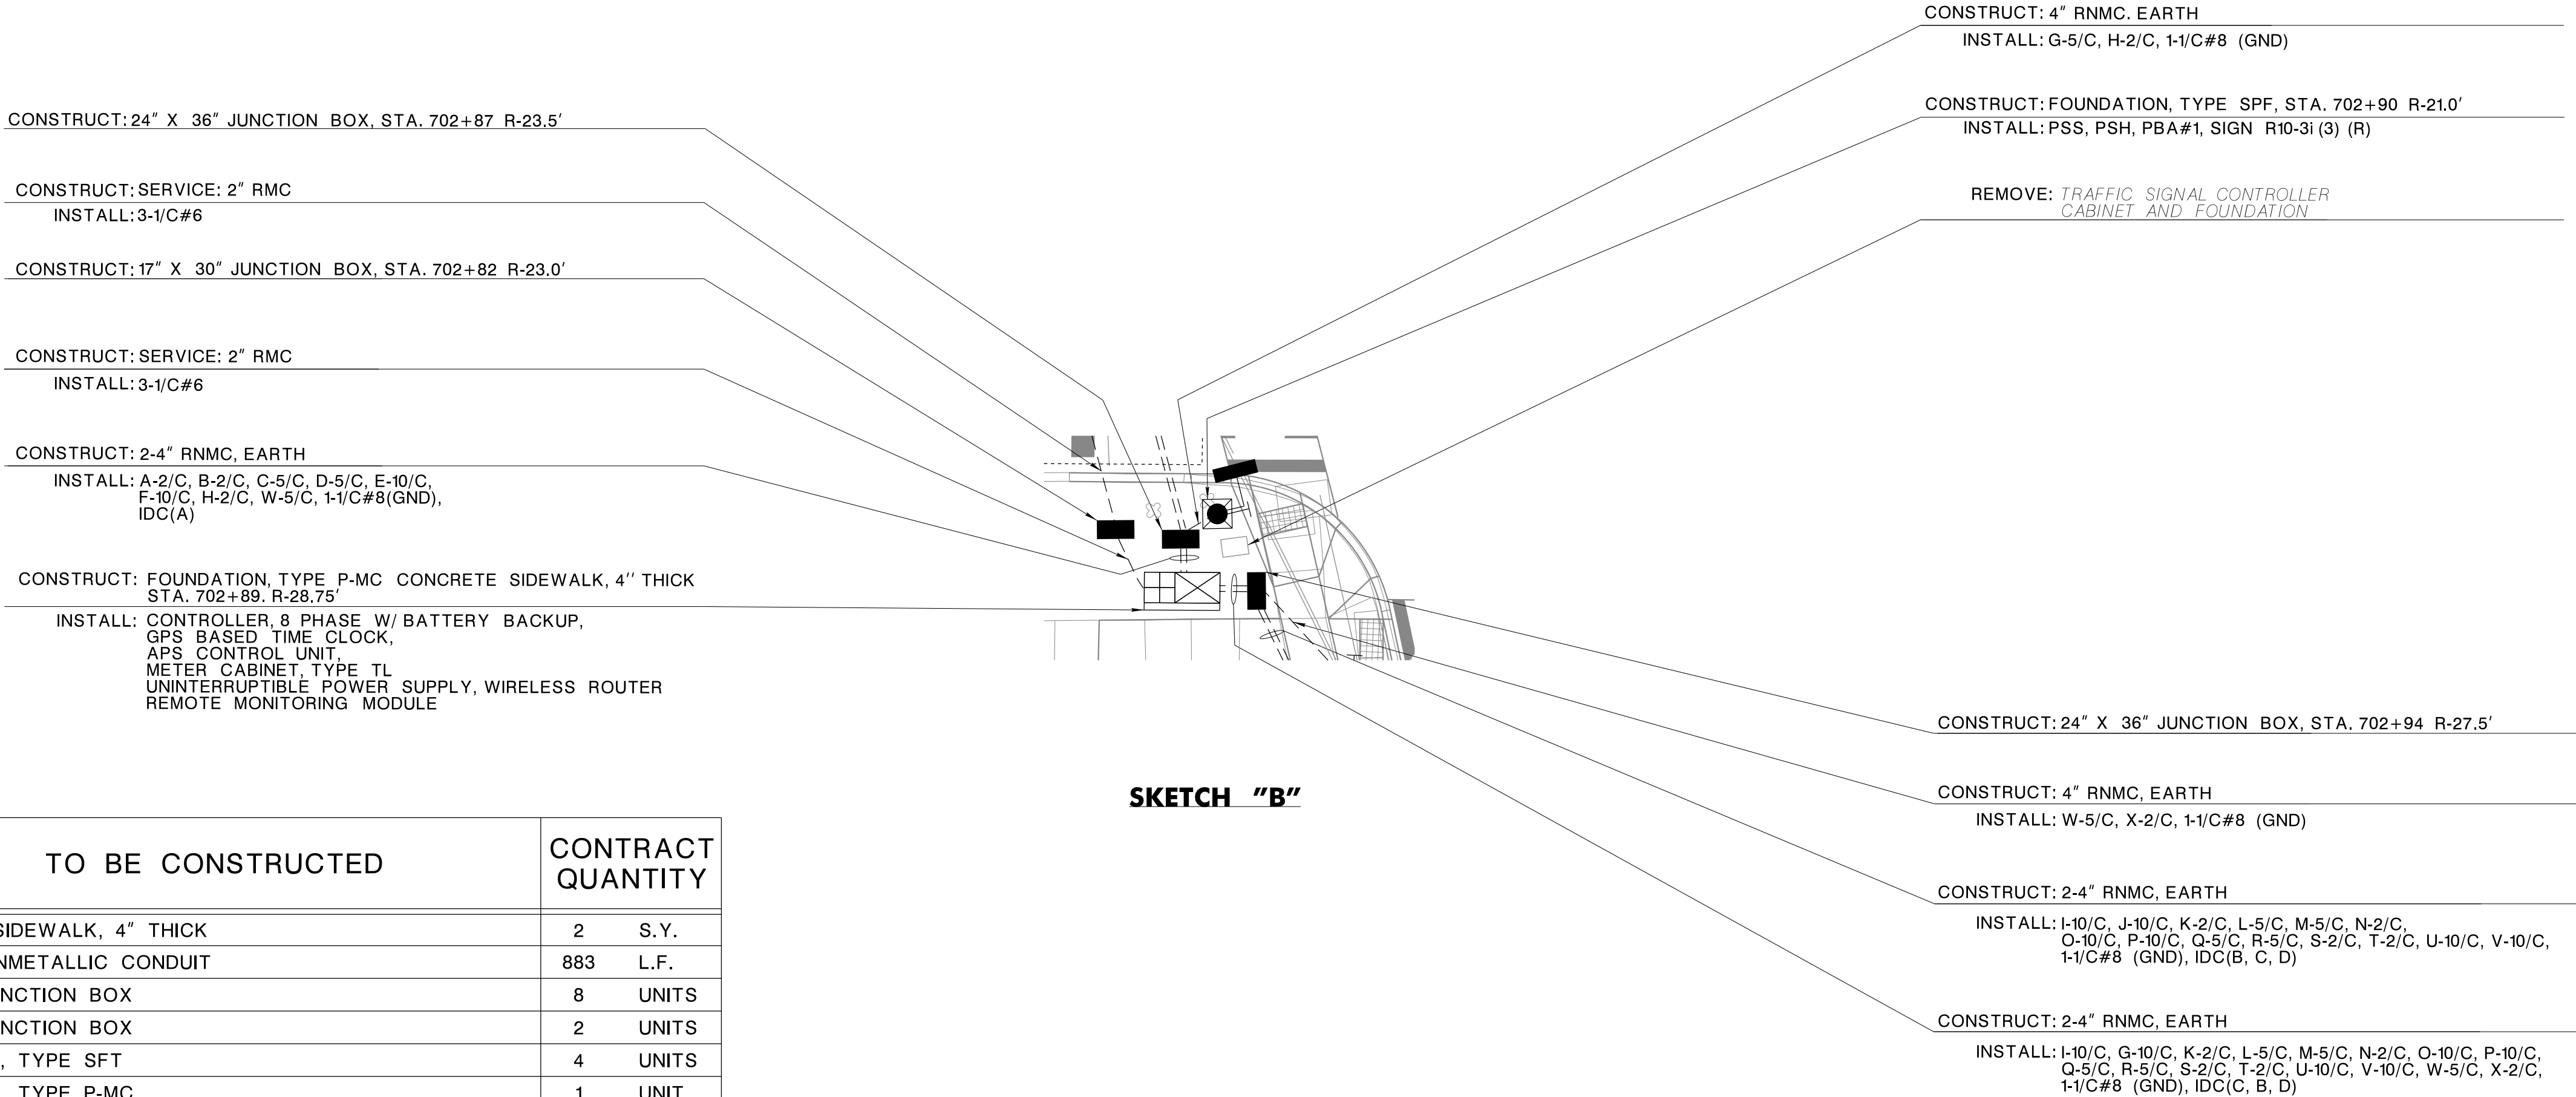 CONSTRUCT: 24" X 36" JUNCTION BOX, STA. 702+87 R-23.5'
CONSTRUCT: SERVICE: 2" RMC
INSTALL: 3-1/C#6
CONSTRUCT: 17" X 30" JUNCTION BOX, STA. 702+82 R-23.0'
CONSTRUCT: SERVICE: 2" RMC
INSTALL: 3-1/C#6
CONSTRUCT: 2-4" RNMC, EARTH
INSTALL: A-2/C, B-2/C, C-5/C, D-5/C, E-10/C,
F-10/C, H-2/C, W-5/C, 1-1/C#8(GND),
IDC(A)
CONSTRUCT: FOUNDATION, TYPE P-MC CONCRETE SIDEWALK, 4'' THICK
STA. 702+89. R-28.75'
INSTALL: CONTROLLER, 8 PHASE W/ BATTERY BACKUP,
GPS BASED TIME CLOCK,
APS CONTROL UNIT,
METER CABINET, TYPE TL
UNINTERRUPTIBLE POWER SUPPLY, WIRELESS ROUTER
REMOTE MONITORING MODULE
CONSTRUCT: 4" RNMC. EARTH
INSTALL: G-5/C, H-2/C, 1-1/C#8 (GND)
CONSTRUCT: FOUNDATION, TYPE SPF, STA. 702+90 R-21.0'
INSTALL: PSS, PSH, PBA#1, SIGN R10-3i (3) (R)
REMOVE: TRAFFIC SIGNAL CONTROLLER
CABINET AND FOUNDATION
CONSTRUCT: 24" X 36" JUNCTION BOX, STA. 702+94 R-27.5'
CONSTRUCT: 4" RNMC, EARTH
INSTALL: W-5/C, X-2/C, 1-1/C#8 (GND)
CONSTRUCT: 2-4" RNMC, EARTH
INSTALL: I-10/C, J-10/C, K-2/C, L-5/C, M-5/C, N-2/C,
O-10/C, P-10/C, Q-5/C, R-5/C, S-2/C, T-2/C, U-10/C, V-10/C,
1-1/C#8 (GND), IDC(B, C, D)
CONSTRUCT: 2-4" RNMC, EARTH
INSTALL: I-10/C, G-10/C, K-2/C, L-5/C, M-5/C, N-2/C, O-10/C, P-10/C,
Q-5/C, R-5/C, S-2/C, T-2/C, U-10/C, V-10/C, W-5/C, X-2/C,
1-1/C#8 (GND), IDC(C, B, D)
SKETCH "B"
TO BE CONSTRUCTED CONTRACT
QUANTITY
SIDEWALK, 4" THICK 2 S.Y.
NMETALLIC CONDUIT 883 L.F.
NCTION BOX 8 UNITS
NCTION BOX 2 UNITS
, TYPE SFT 4 UNITS
TYPE P-MC 1 UNIT